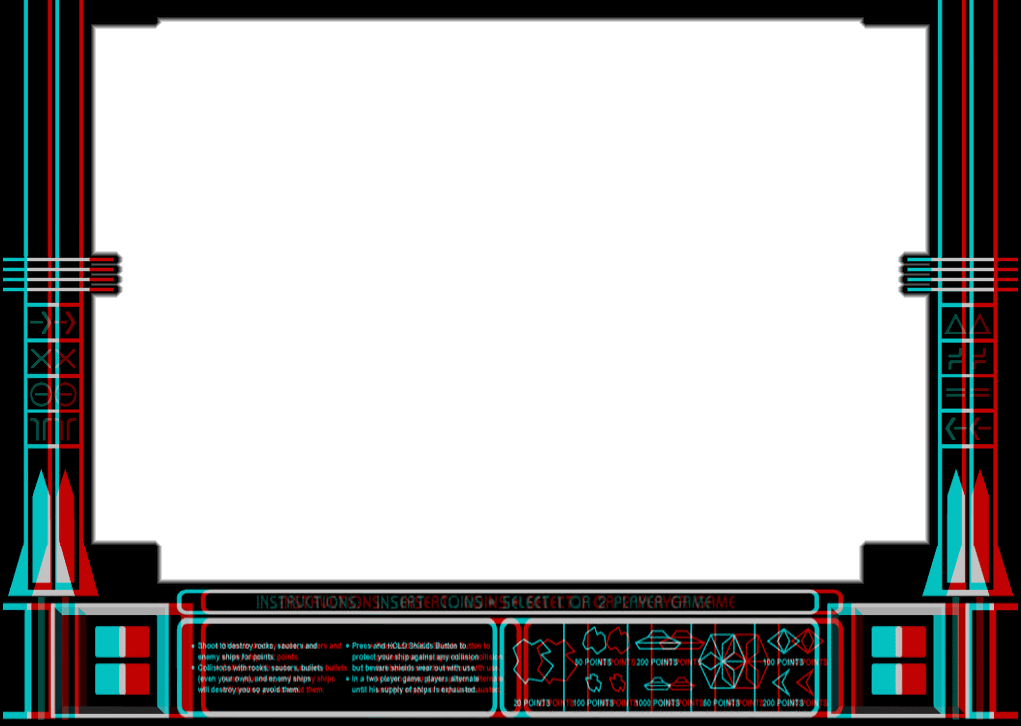 INSTRUCTIONS: INSERT COINS • SELECT 1 OR 2 PLAYER GAME
• Shoot to destroy rocks, saucers and
enemy ships for points.
• Collisions with rocks, saucers, bullets
(even your own), and enemy ships
will destroy you so avoid them.
• Press and HOLD Shields Button to
protect your ship against any collision
but beware shields wear out with use.
• In a two player game, players alternate
until his supply of ships is exhausted.
50 POINTS 200 POINTS 100 POINTS
20 POINTS 100 POINTS 1000 POINTS 50 POINTS 200 POINTS